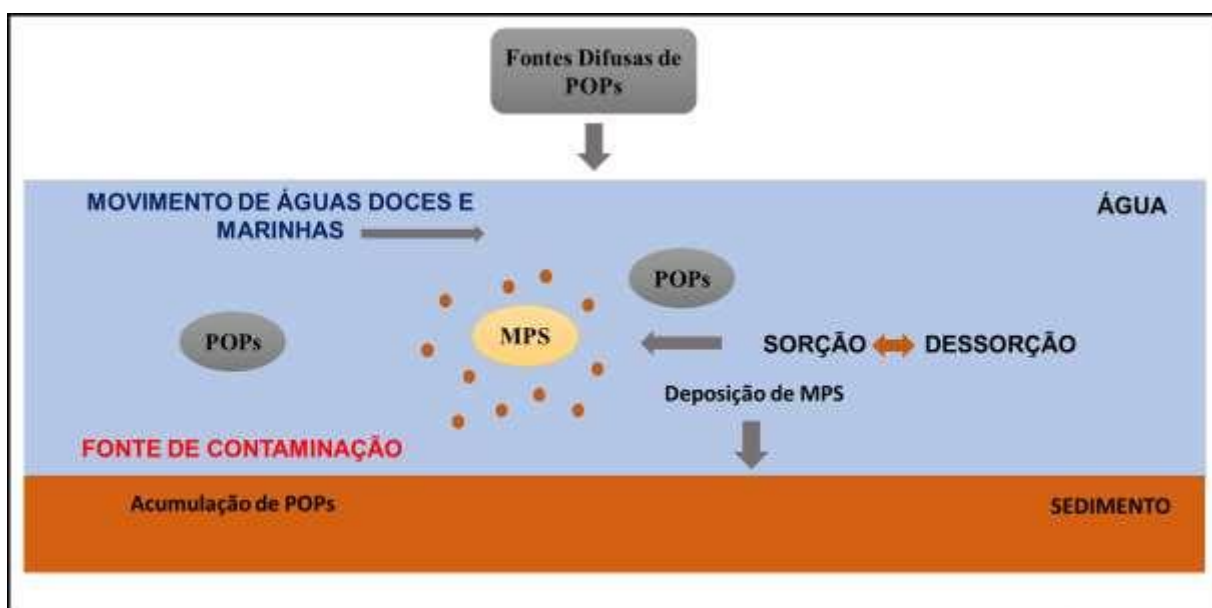 Fontes Difusas de
POPs
MOVIMENTO DE ÁGUAS DOCES E
MARINHAS
ÁGUA
POPs
POPs
MPS
SORÇÃO
DESSORÇÃO
Deposição de MPS
FONTE DE CONTAMINAÇÃO
Acumulação de POPs
SEDIMENTO